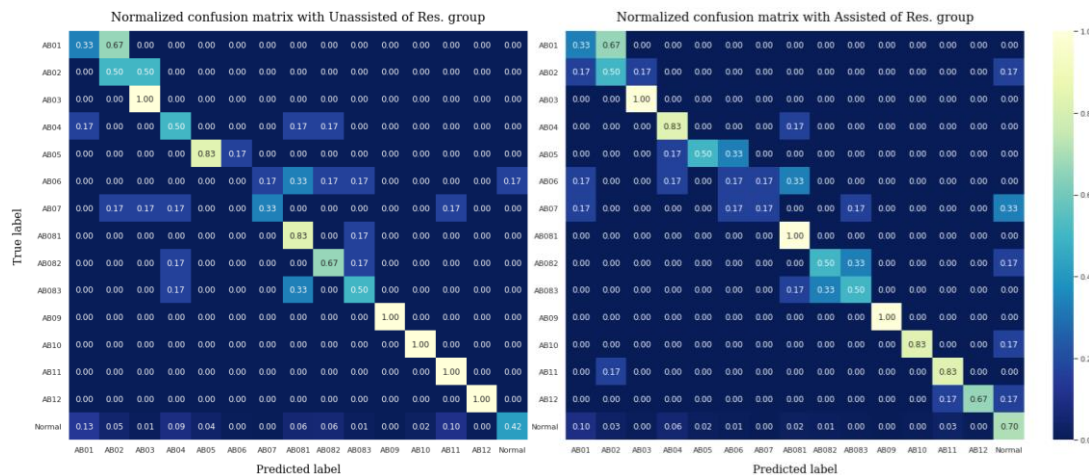 Normalized confusion matrix with Unassisted of Res. group
AB01 0.33 0.67 0.00 0.00 0.00 0.00 0.00 0.00 0.00 0.00 0.00 0.00 0.00 0.00 0.00
AB02 0.00 0.50 0.50 0.00 0.00 0.00 0.00 0.00 0.00 0.00 0.00 0.00 0.00 0.00 0.00
AB03 0.00 0.00 1.00 0.00 0.00 0.00 0.00 0.00 0.00 0.00 0.00 0.00 0.00 0.00 0.00
AB04 0.17 0.00 0.00 0.50 0.00 0.00 0.00 0.17 0.17 0.00 0.00 0.00 0.00 0.00 0.00
AB05 0.00 0.00 0.00 0.00 0.83 0.17 0.00 0.00 0.00 0.00 0.00 0.00 0.00 0.00 0.00
AB06 0.00 0.00 0.00 0.00 0.00 0.00 0.17 0.33 0.17 0.17 0.00 0.00 0.00 0.00 0.17
AB07 0.00 0.17 0.17 0.17 0.00 0.00 0.33 0.00 0.00 0.00 0.00 0.00 0.17 0.00 0.00
AB081 0.00 0.00 0.00 0.00 0.00 0.00 0.00 0.83 0.00 0.17 0.00 0.00 0.00 0.00 0.00
AB082 0.00 0.00 0.00 0.17 0.00 0.00 0.00 0.00 0.67 0.17 0.00 0.00 0.00 0.00 0.00
AB083 0.00 0.00 0.00 0.17 0.00 0.00 0.00 0.33 0.00 0.50 0.00 0.00 0.00 0.00 0.00
AB09 0.00 0.00 0.00 0.00 0.00 0.00 0.00 0.00 0.00 0.00 1.00 0.00 0.00 0.00 0.00
AB10 0.00 0.00 0.00 0.00 0.00 0.00 0.00 0.00 0.00 0.00 0.00 1.00 0.00 0.00 0.00
AB11 0.00 0.00 0.00 0.00 0.00 0.00 0.00 0.00 0.00 0.00 0.00 0.00 1.00 0.00 0.00
AB12 0.00 0.00 0.00 0.00 0.00 0.00 0.00 0.00 0.00 0.00 0.00 0.00 0.00 1.00 0.00
Normal 0.13 0.05 0.01 0.09 0.04 0.00 0.00 0.06 0.06 0.01 0.00 0.02 0.10 0.00 0.42
AB01 AB02 AB03 AB04 AB05 AB06 AB07 AB081 AB082 AB083 AB09 AB10 AB11 AB12 Normal
True label
Predicted label
Normalized confusion matrix with Assisted of Res. group
AB01 0.33 0.67 0.00 0.00 0.00 0.00 0.00 0.00 0.00 0.00 0.00 0.00 0.00 0.00 0.00
AB02 0.17 0.50 0.17 0.00 0.00 0.00 0.00 0.00 0.00 0.00 0.00 0.00 0.00 0.00 0.17
AB03 0.00 0.00 1.00 0.00 0.00 0.00 0.00 0.00 0.00 0.00 0.00 0.00 0.00 0.00 0.00
AB04 0.00 0.00 0.00 0.83 0.00 0.00 0.00 0.17 0.00 0.00 0.00 0.00 0.00 0.00 0.00
AB05 0.00 0.00 0.00 0.17 0.50 0.33 0.00 0.00 0.00 0.00 0.00 0.00 0.00 0.00 0.00
AB06 0.17 0.00 0.00 0.17 0.00 0.17 0.17 0.33 0.00 0.00 0.00 0.00 0.00 0.00 0.00
AB07 0.17 0.00 0.00 0.00 0.00 0.17 0.17 0.00 0.00 0.17 0.00 0.00 0.00 0.00 0.33
AB081 0.00 0.00 0.00 0.00 0.00 0.00 0.00 1.00 0.00 0.00 0.00 0.00 0.00 0.00 0.00
AB082 0.00 0.00 0.00 0.00 0.00 0.00 0.00 0.00 0.50 0.33 0.00 0.00 0.00 0.00 0.17
AB083 0.00 0.00 0.00 0.00 0.00 0.00 0.00 0.17 0.33 0.50 0.00 0.00 0.00 0.00 0.00
AB09 0.00 0.00 0.00 0.00 0.00 0.00 0.00 0.00 0.00 0.00 1.00 0.00 0.00 0.00 0.00
AB10 0.00 0.00 0.00 0.00 0.00 0.00 0.00 0.00 0.00 0.00 0.00 0.83 0.00 0.00 0.17
AB11 0.00 0.17 0.00 0.00 0.00 0.00 0.00 0.00 0.00 0.00 0.00 0.00 0.83 0.00 0.00
AB12 0.00 0.00 0.00 0.00 0.00 0.00 0.00 0.00 0.00 0.00 0.00 0.00 0.17 0.67 0.17
Normal 0.10 0.03 0.00 0.06 0.02 0.01 0.00 0.02 0.01 0.00 0.00 0.00 0.03 0.00 0.70
AB01 AB02 AB03 AB04 AB05 AB06 AB07 AB081 AB082 AB083 AB09 AB10 AB11 AB12 Normal
Predicted label